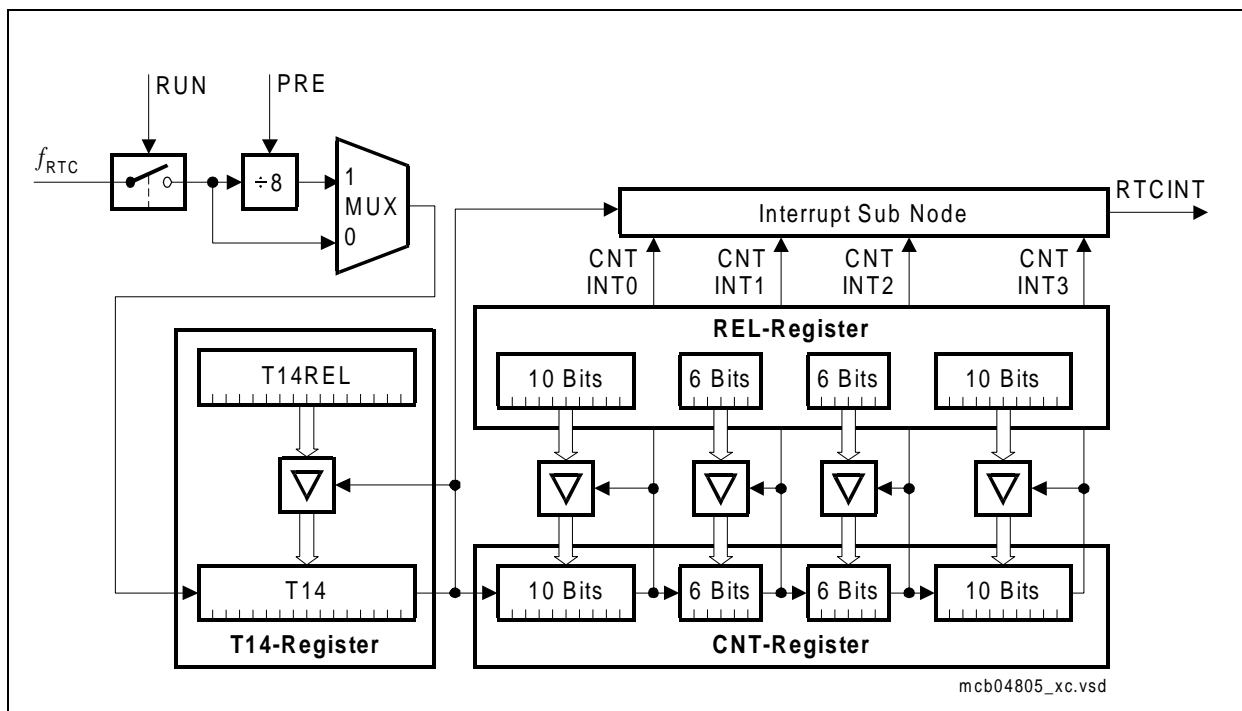 RUN
PRE
fRTC
÷8
1
MUX
0
Interrupt Sub Node
RTCINT
CNT
INT0
CNT
INT1
CNT
INT2
CNT
INT3
REL-Register
T14REL
10 Bits
6 Bits
6 Bits
10 Bits
T14
10 Bits
6 Bits
6 Bits
10 Bits
T14-Register
CNT-Register
mcb04805_xc.vsd